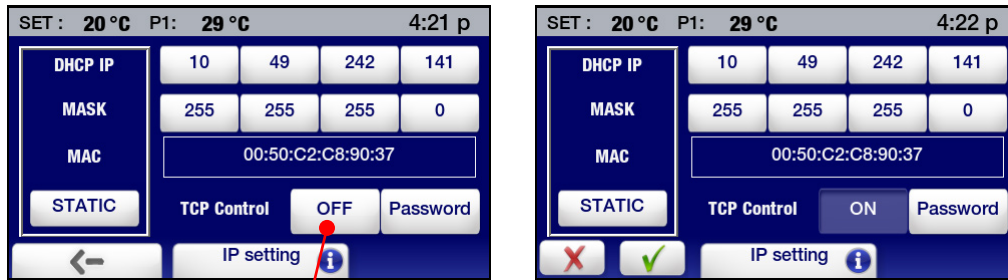 SET : 20 °C P1: 29 °C 4:21 p
DHCP IP 10 49 242 141
MASK 255 255 255 0
MAC 00:50:C2:C8:90:37
STATIC TCP Control OFF Password
IP setting i
SET : 20 °C P1: 29 °C 4:22 p
DHCP IP 10 49 242 141
MASK 255 255 255 0
MAC 00:50:C2:C8:90:37
STATIC TCP Control ON Password
IP setting i